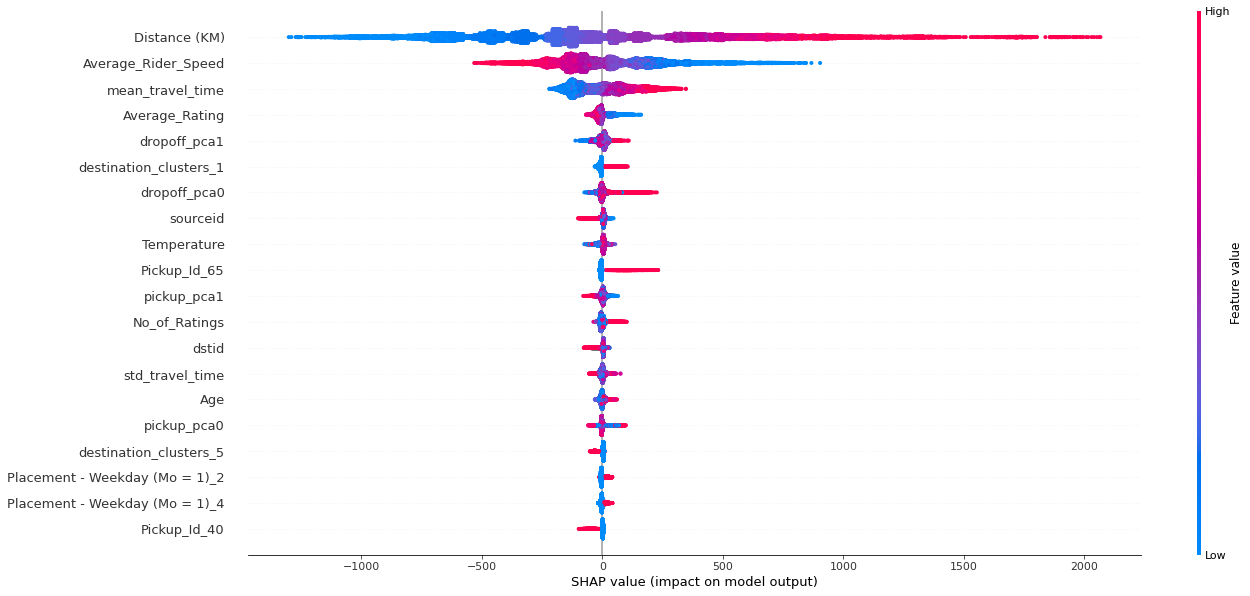 High
Distance (KM)
Average_Rider_Speed
mean_travel_time
Average_Rating
dropoff_pca1
destination_clusters_1
dropoff_pca0
sourceid
Temperature
Pickup_Id_65
pickup_pca1
No_of_Ratings
dstid
std_travel_time
Age
pickup_pca0
destination_clusters_5
Placement - Weekday (Mo = 1)_2
Placement - Weekday (Mo = 1)_4
Pickup_Id_40
Feature value
Low
−1000 −500 0 500 1000 1500 2000
SHAP value (impact on model output)